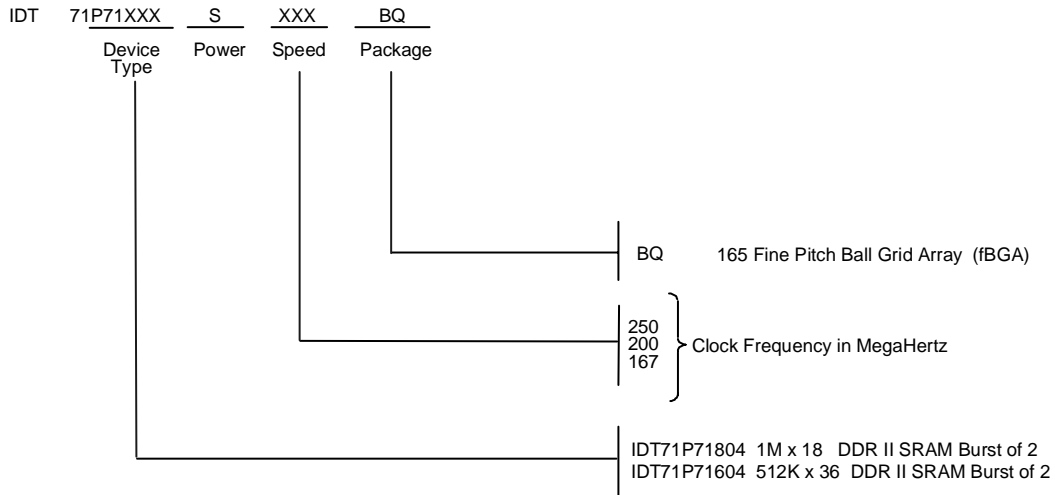 IDT 71P71XXX S XXX BQ
Device Type Power Speed Package
BQ 165 Fine Pitch Ball Grid Array (fBGA)
250
200
167
Clock Frequency in MegaHertz
IDT71P71804 1M x 18 DDR II SRAM Burst of 2
IDT71P71604 512K x 36 DDR II SRAM Burst of 2